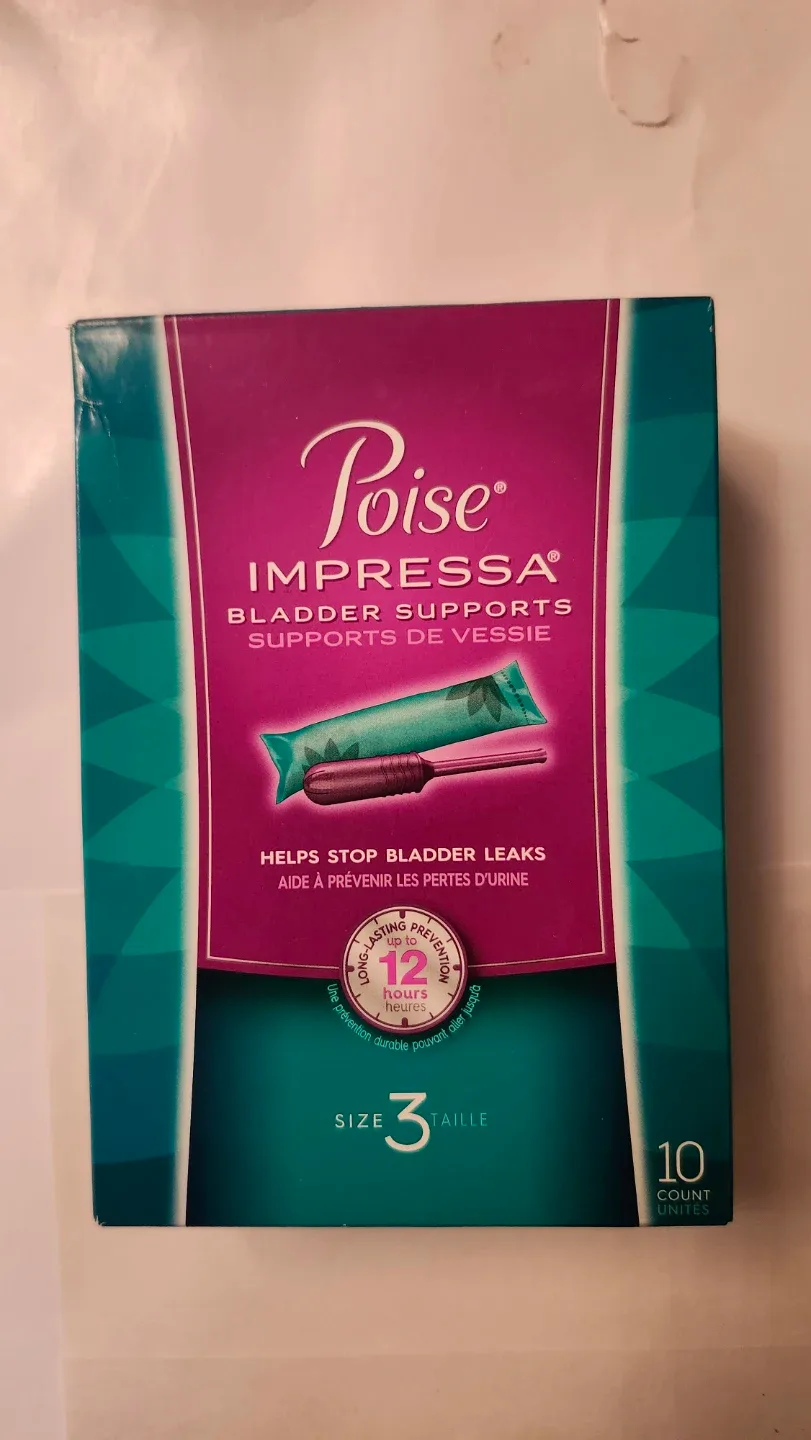 Poise®
IMPRESSA®
BLADDER SUPPORTS
SUPPORTS DE VESSIE
HELPS STOP BLADDER LEAKS
AIDE À PRÉVENIR LES PERTES D'URINE
LONG-LASTING PREVENTION
up to
12
hours
heures
Une prévention durable pouvant aller jusqu'à
SIZE 3 TAILLE
10
COUNT
UNITÉS